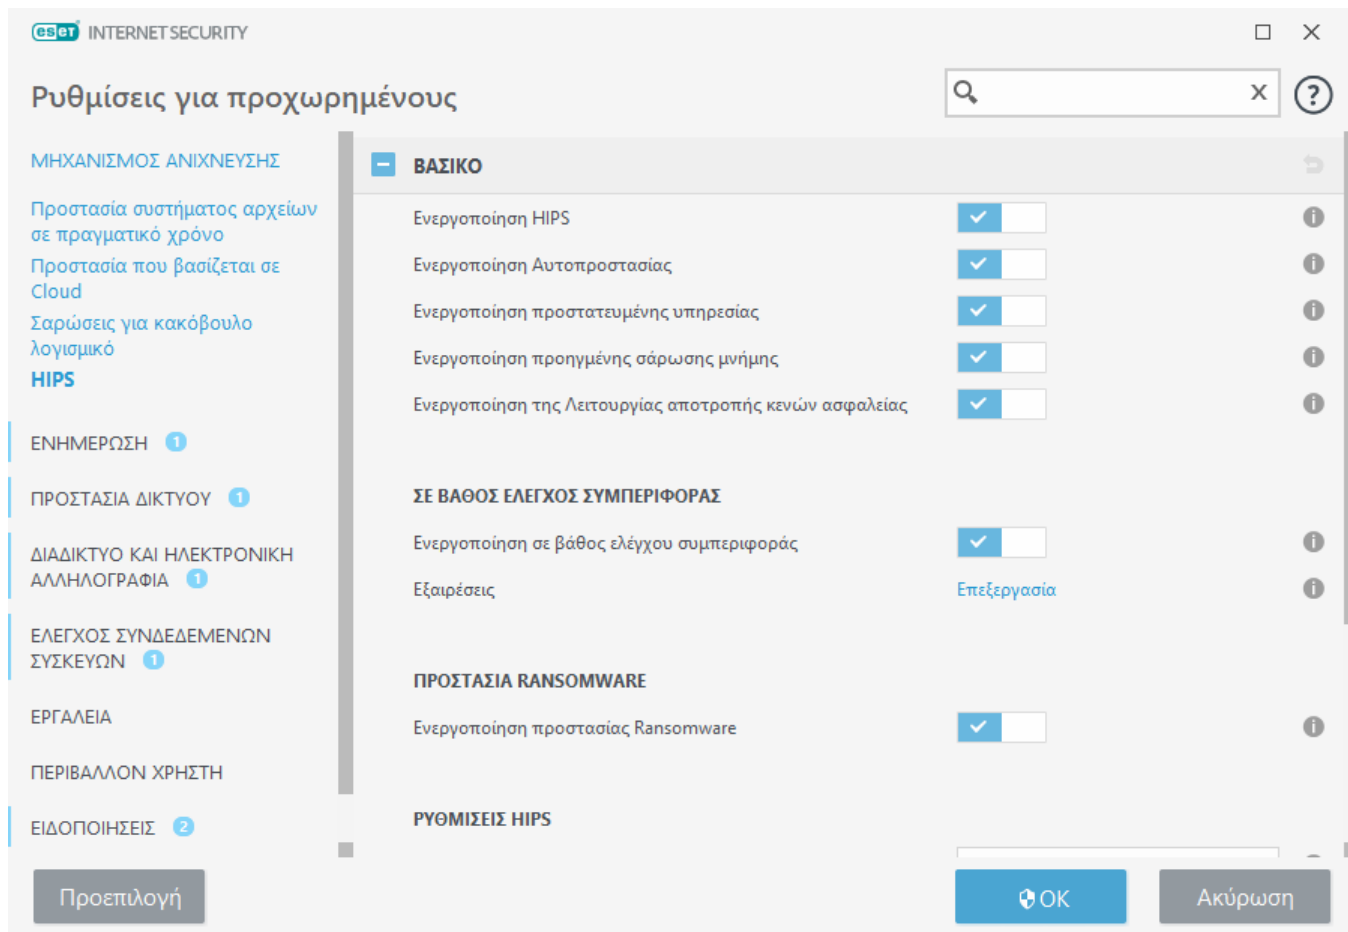 eset INTERNET SECURITY
Ρυθμίσεις για προχωρημένους
x
?
ΜΗΧΑΝΙΣΜΟΣ ΑΝΙΧΝΕΥΣΗΣ
Προστασία συστήματος αρχείων
σε πραγματικό χρόνο
Προστασία που βασίζεται σε
Cloud
Σαρώσεις για κακόβουλο
λογισμικό
HIPS
ΕΝΗΜΕΡΩΣΗ 1
ΠΡΟΣΤΑΣΙΑ ΔΙΚΤΥΟΥ 1
ΔΙΑΔΙΚΤΥΟ ΚΑΙ ΗΛΕΚΤΡΟΝΙΚΗ
ΑΛΛΗΛΟΓΡΑΦΙΑ 1
ΕΛΕΓΧΟΣ ΣΥΝΔΕΔΕΜΕΝΩΝ
ΣΥΣΚΕΥΏΝ 1
ΕΡΓΑΛΕΙΑ
ΠΕΡΙΒΑΛΛΟΝ ΧΡΗΣΤΗ
ΕΙΔΟΠΟΙΗΣΕΙΣ 2
ΒΑΣΙΚΟ
Ενεργοποίηση HIPS
Ενεργοποίηση Αυτοπροστασίας
Ενεργοποίηση προστατευμένης υπηρεσίας
Ενεργοποίηση προηγμένης σάρωσης μνήμης
Ενεργοποίηση της Λειτουργίας αποτροπής κενών ασφαλείας
ΣΕ ΒΑΘΟΣ ΕΛΕΓΧΟΣ ΣΥΜΠΕΡΙΦΟΡΑΣ
Ενεργοποίηση σε βάθος ελέγχου συμπεριφοράς
Εξαιρέσεις Επεξεργασία
ΠΡΟΣΤΑΣΙΑ RANSOMWARE
Ενεργοποίηση προστασίας Ransomware
ΡΥΘΜΙΣΕΙΣ HIPS
Προεπιλογή
OK
Ακύρωση